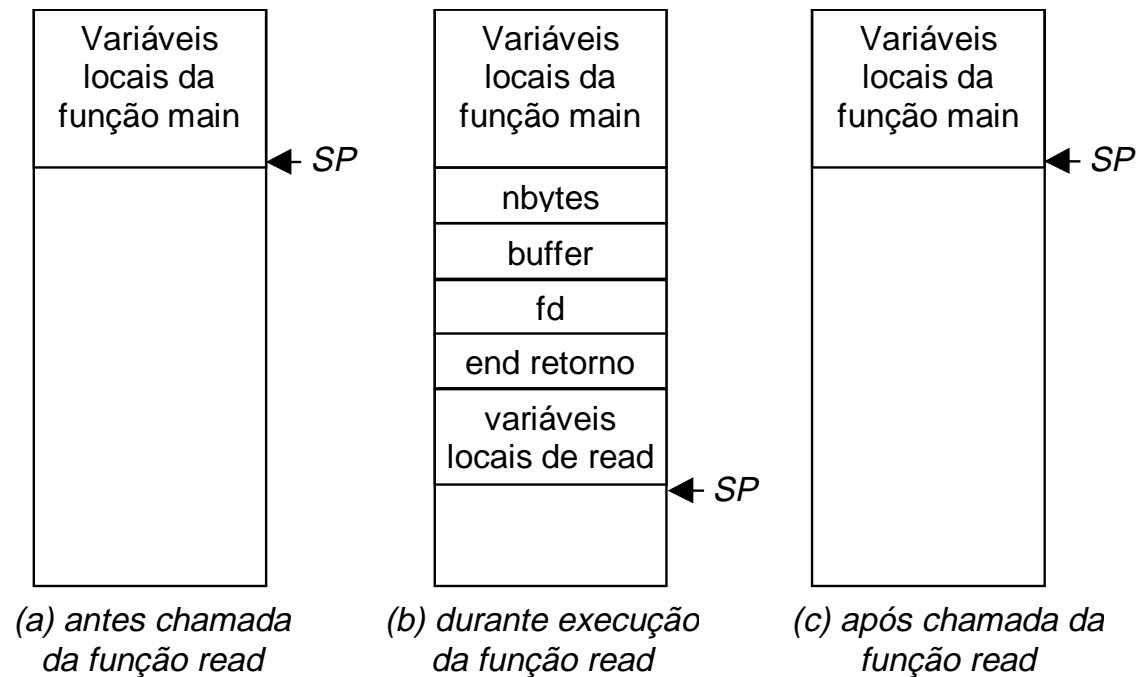 Variáveis
locais da
função main
SP
(a) antes chamada
da função read
Variáveis
locais da
função main
nbytes
buffer
fd
end retorno
variáveis
locais de read
SP
(b) durante execução
da função read
Variáveis
locais da
função main
SP
(c) após chamada da
função read